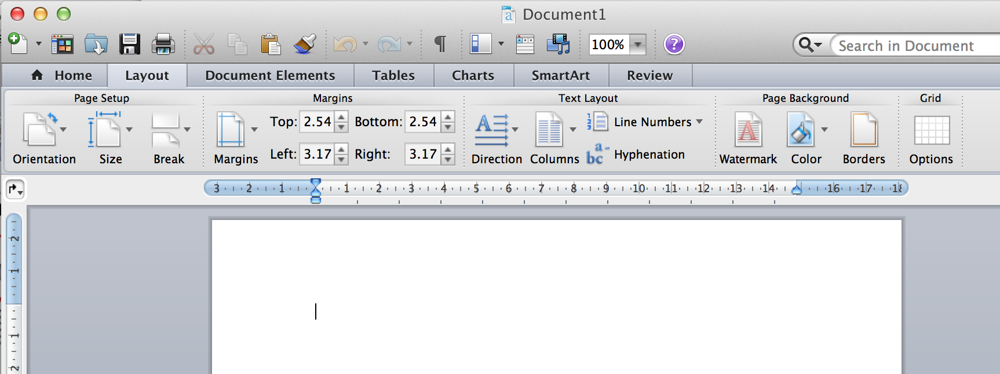 Document1
100%
Search in Document
Home Layout Document Elements Tables Charts SmartArt Review
Page Setup Margins Text Layout Page Background Grid
Top: 2.54 Bottom: 2.54 Line Numbers
Left: 3.17 Right: 3.17 Hyphenation
Orientation Size Break Margins Direction Columns Watermark Color Borders Options
3 2 1 1 2 3 4 5 6 7 8 9 10 11 12 13 14 16 17 18
2
1
1
2